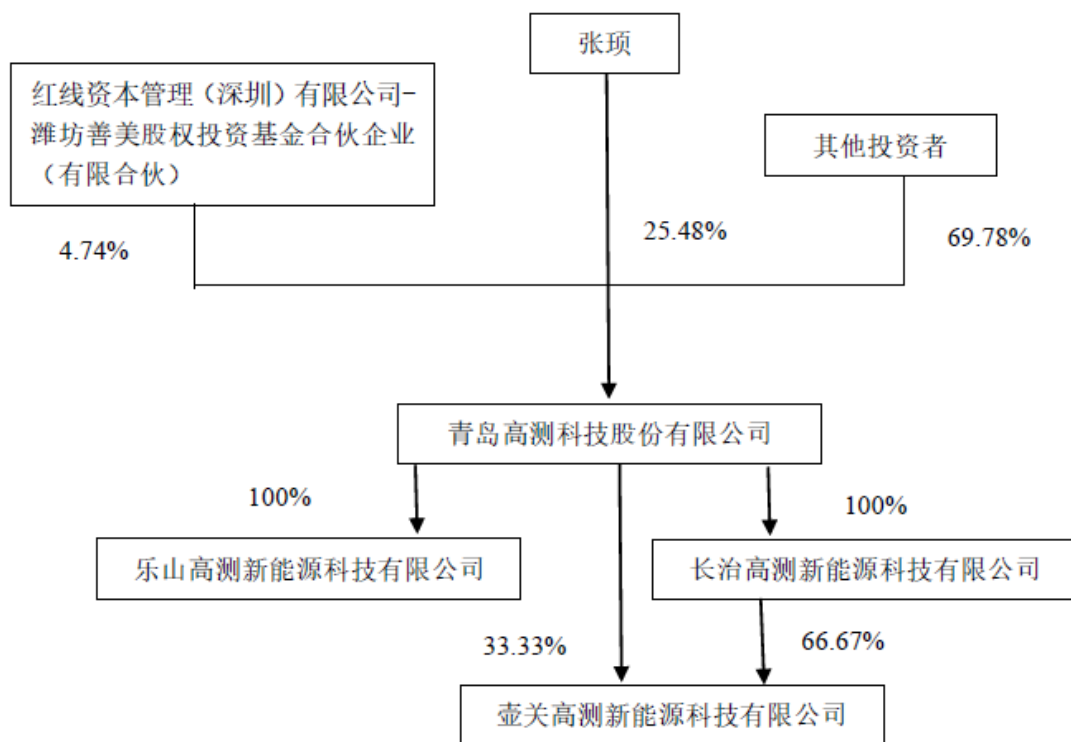 张顼
红线资本管理（深圳）有限公司-
潍坊善美股权投资基金合伙企业
（有限合伙）
其他投资者
4.74%
25.48%
69.78%
青岛高测科技股份有限公司
100%
100%
乐山高测新能源科技有限公司
长治高测新能源科技有限公司
33.33%
66.67%
壶关高测新能源科技有限公司